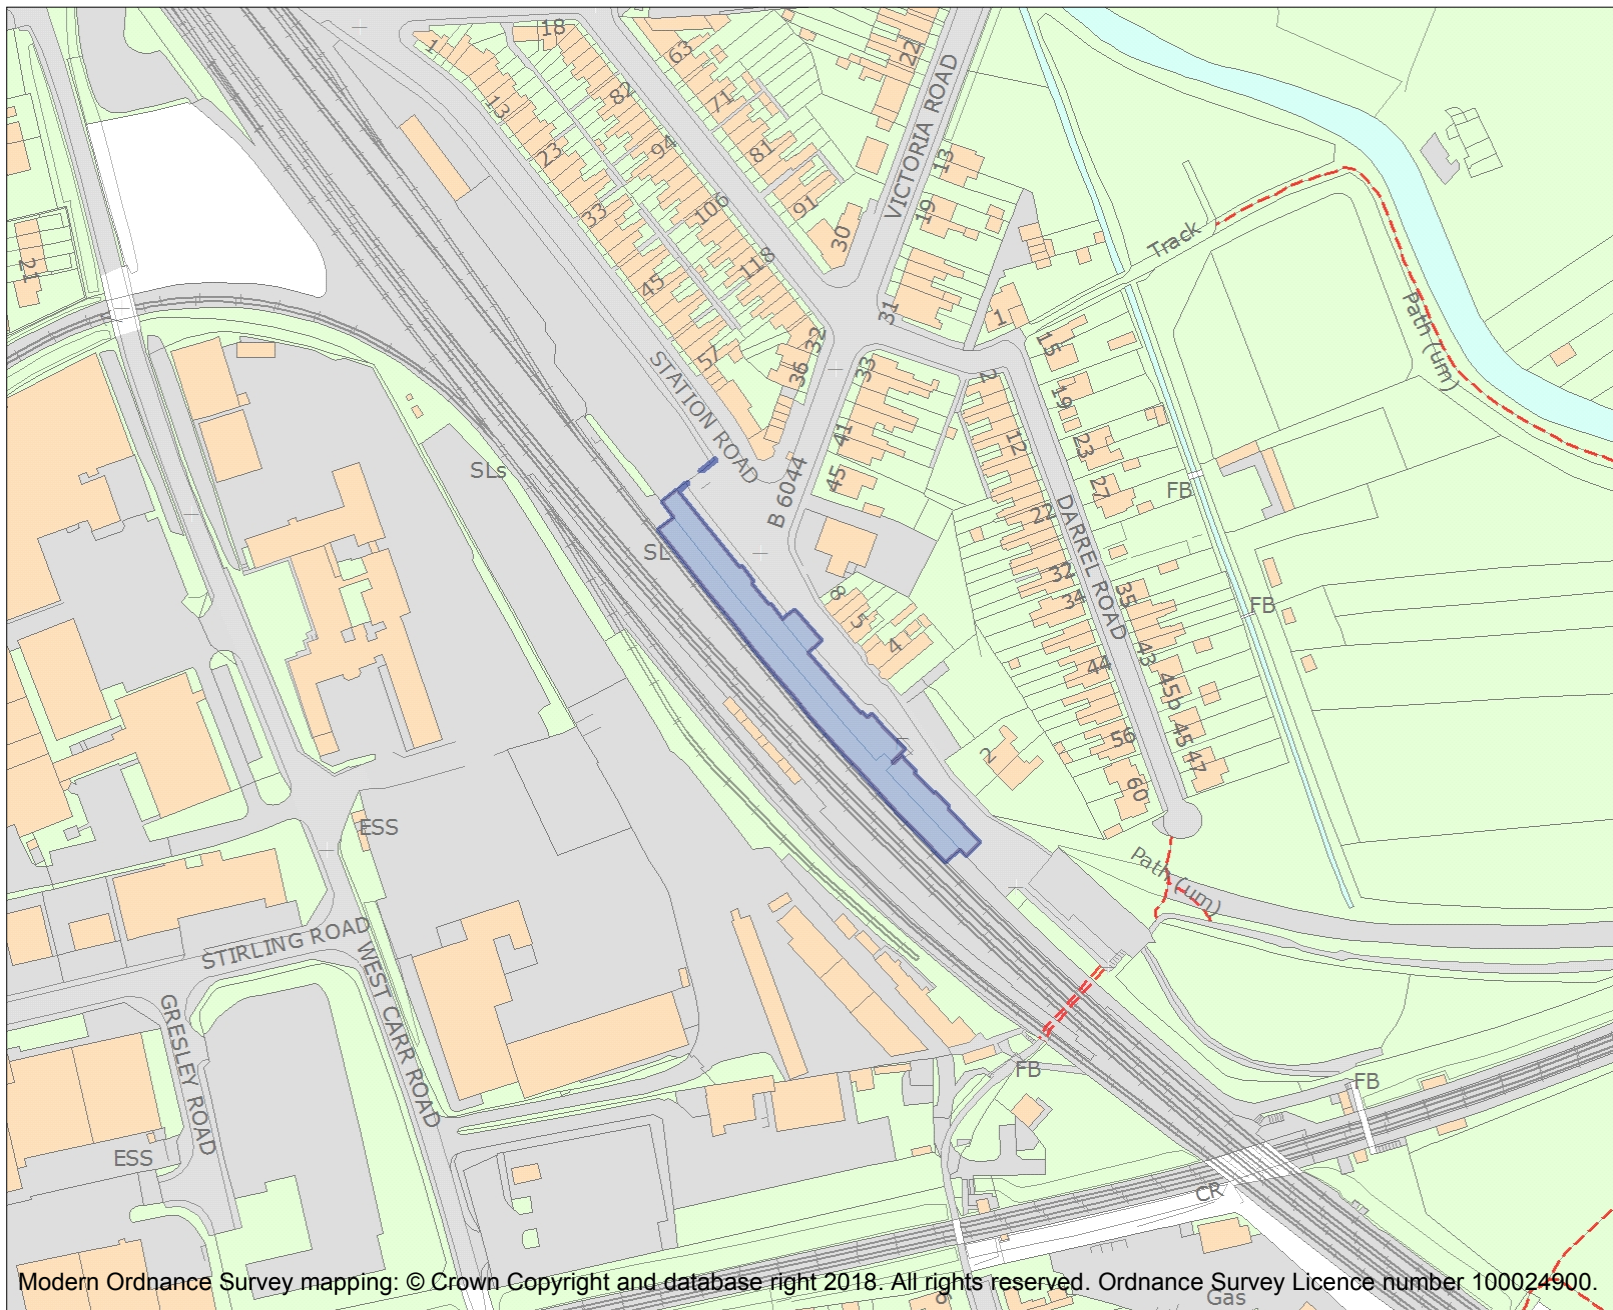 18
1
63
22
82
13
71
VICTORIA ROAD
94
23
81
13
106
91
33
19
30
Track
21
118
45
31
Path (um)
1
32
15
57
36
33
2
STATION ROAD
19
41
12
23
SLs
45
27
FB
B 6044
22
DARREL ROAD
SL
32
34
35
FB
8
5
4
43
44
45b
56
45
47
2
60
ESS
Path (um)
STIRLING ROAD
WEST CARR ROAD
GRESLEY ROAD
FB
FB
ESS
CR
Modern Ordnance Survey mapping: © Crown Copyright and database right 2018. All rights reserved. Ordnance Survey Licence number 100024900.
Gas